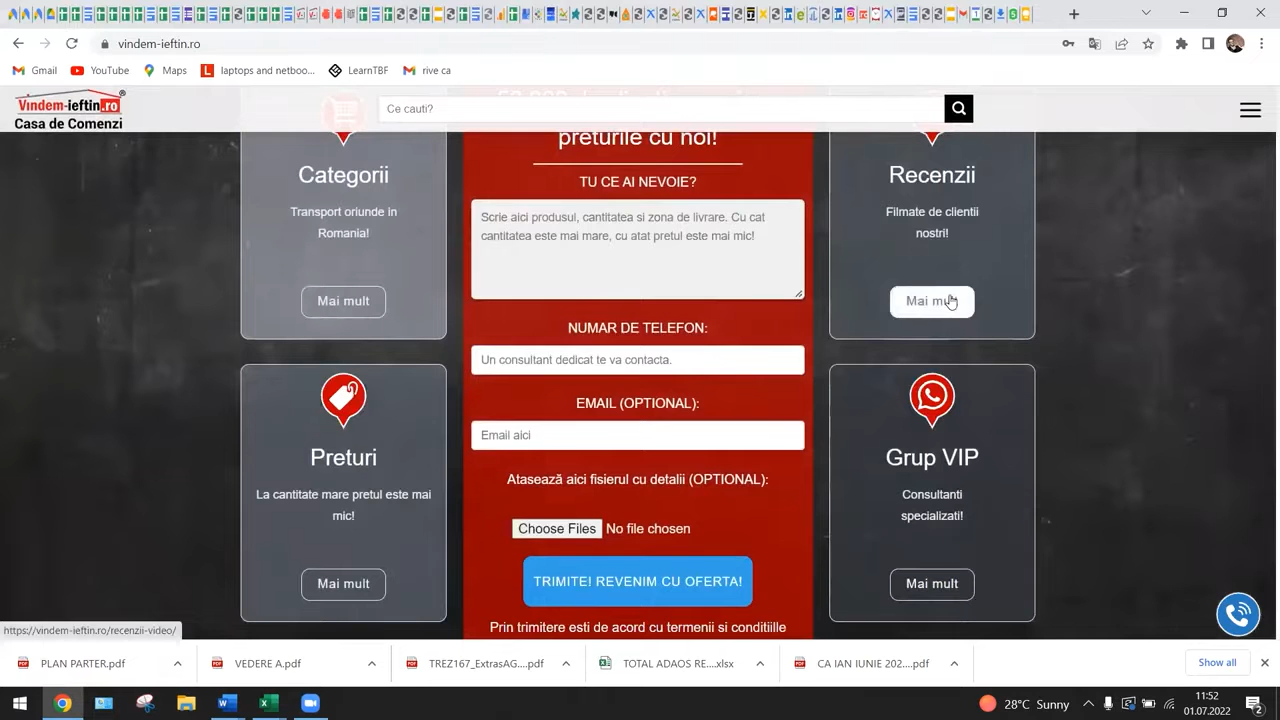 vindem-ieftin.ro
Gmail
YouTube
Maps
laptops and netboo...
LearnTBF
rive ca
Vindem-ieftin.ro®
Casa de Comenzi
Ce cauti?
preturile cu noi!
Categorii
Transport oriunde in
Romania!
Mai mult
TU CE AI NEVOIE?
Scrie aici produsul, cantitatea si zona de livrare. Cu cat
cantitatea este mai mare, cu atat pretul este mai mic!
Recenzii
Filmate de clientii
nostri!
Mai mult
NUMAR DE TELEFON:
Un consultant dedicat te va contacta.
EMAIL (OPTIONAL):
Email aici
Atasează aici fisierul cu detalii (OPTIONAL):
Choose Files No file chosen
TRIMITE! REVENIM CU OFERTA!
Prin trimitere esti de acord cu termenii si conditiille
Preturi
La cantitate mare pretul este mai
mic!
Mai mult
Grup VIP
Consultanti
specializati!
Mai mult
https://vindem-ieftin.ro/recenzii-video/
PLAN PARTER.pdf
VEDERE A.pdf
TREZ167_ExtrasAG....pdf
TOTAL ADAOS RE....xlsx
CA IAN IUNIE 202....pdf
Show all
28°C Sunny
11:52
01.07.2022
2